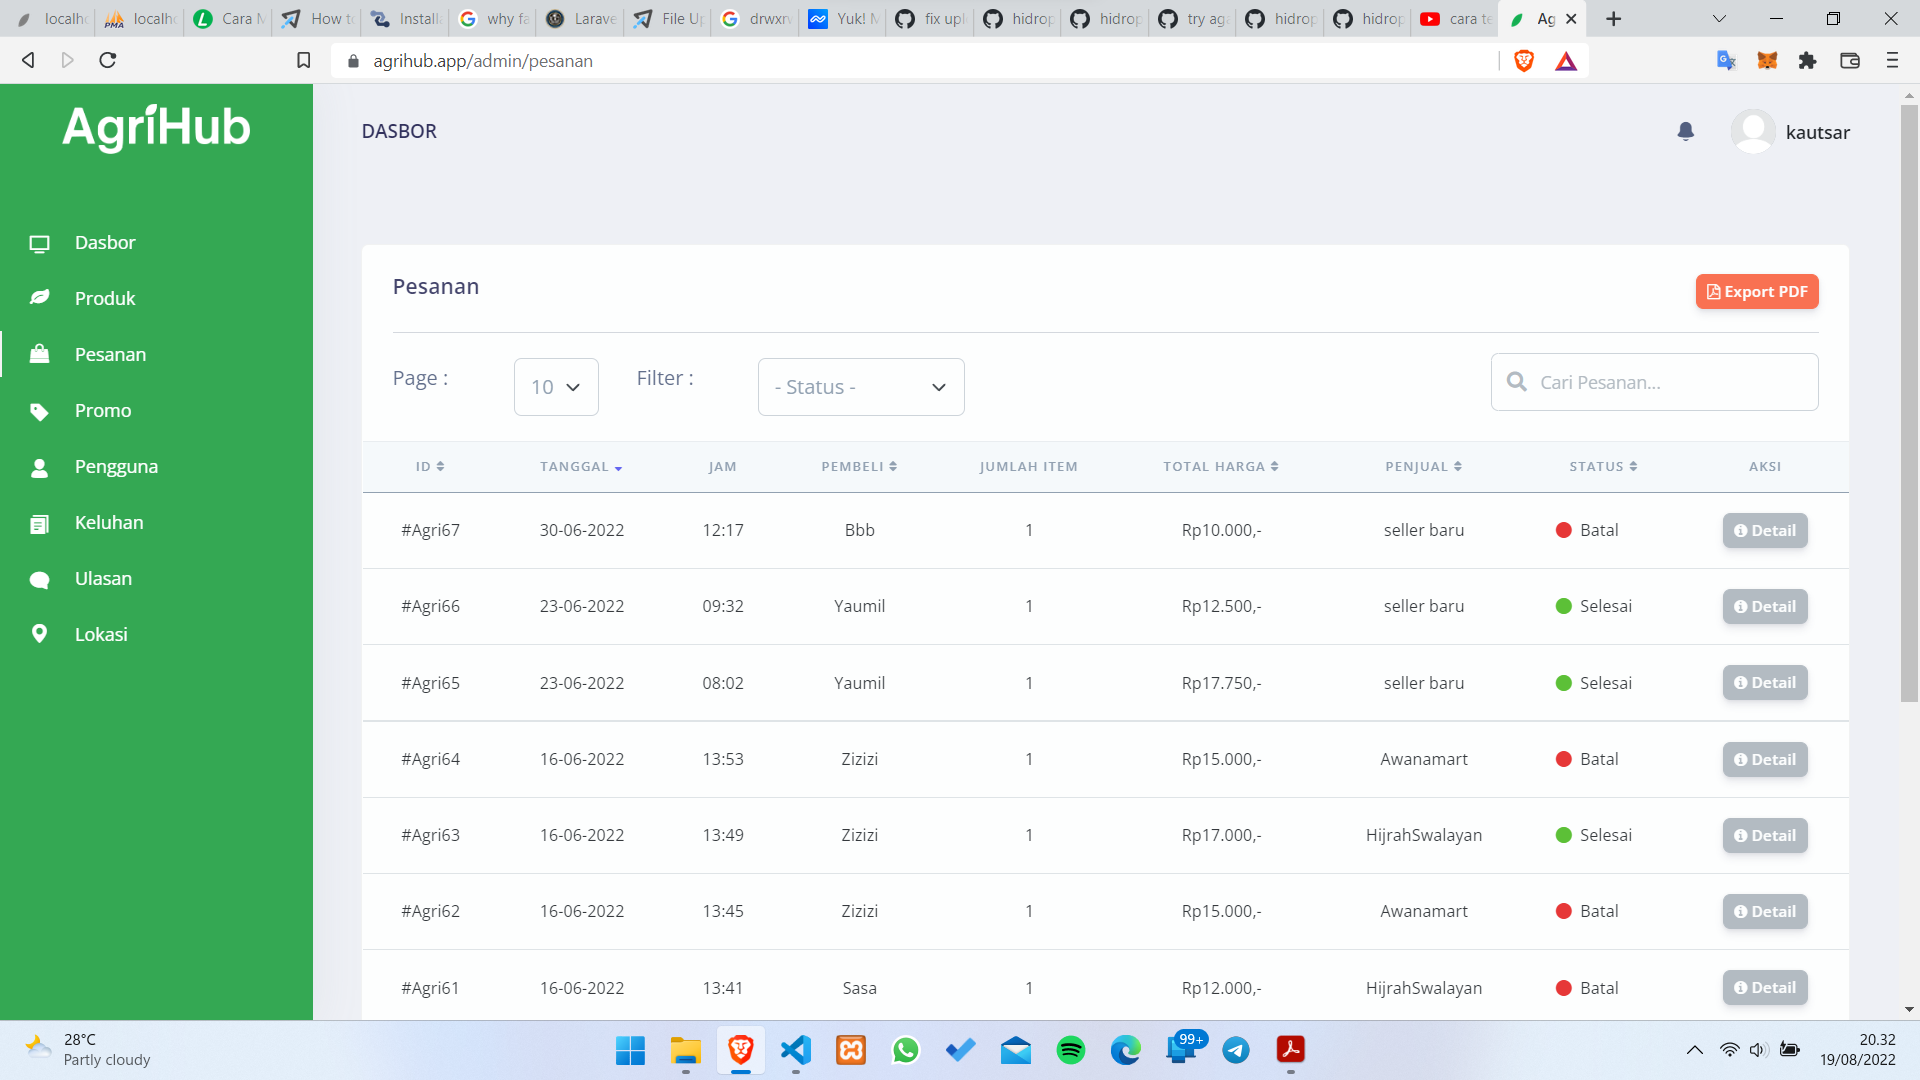 localho
localho
Cara M
How to
Install
why fa
Larave
File Up
drwxrw
Yuk! M
fix upl
hidrop
hidrop
try aga
hidrop
hidrop
cara te
Ag
agrihub.app/admin/pesanan
AgriHub
DASBOR
kautsar
Dasbor
Produk
Pesanan
Promo
Pengguna
Keluhan
Ulasan
Lokasi
Pesanan
Export PDF
Page :
10
Filter :
- Status -
Cari Pesanan...
ID TANGGAL JAM PEMBELI JUMLAH ITEM TOTAL HARGA PENJUAL STATUS AKSI
#Agri67 30-06-2022 12:17 Bbb 1 Rp10.000,- seller baru Batal Detail
#Agri66 23-06-2022 09:32 Yaumil 1 Rp12.500,- seller baru Selesai Detail
#Agri65 23-06-2022 08:02 Yaumil 1 Rp17.750,- seller baru Selesai Detail
#Agri64 16-06-2022 13:53 Zizizi 1 Rp15.000,- Awanamart Batal Detail
#Agri63 16-06-2022 13:49 Zizizi 1 Rp17.000,- HijrahSwalayan Selesai Detail
#Agri62 16-06-2022 13:45 Zizizi 1 Rp15.000,- Awanamart Batal Detail
#Agri61 16-06-2022 13:41 Sasa 1 Rp12.000,- HijrahSwalayan Batal Detail
28°C
Partly cloudy
99+
20.32
19/08/2022